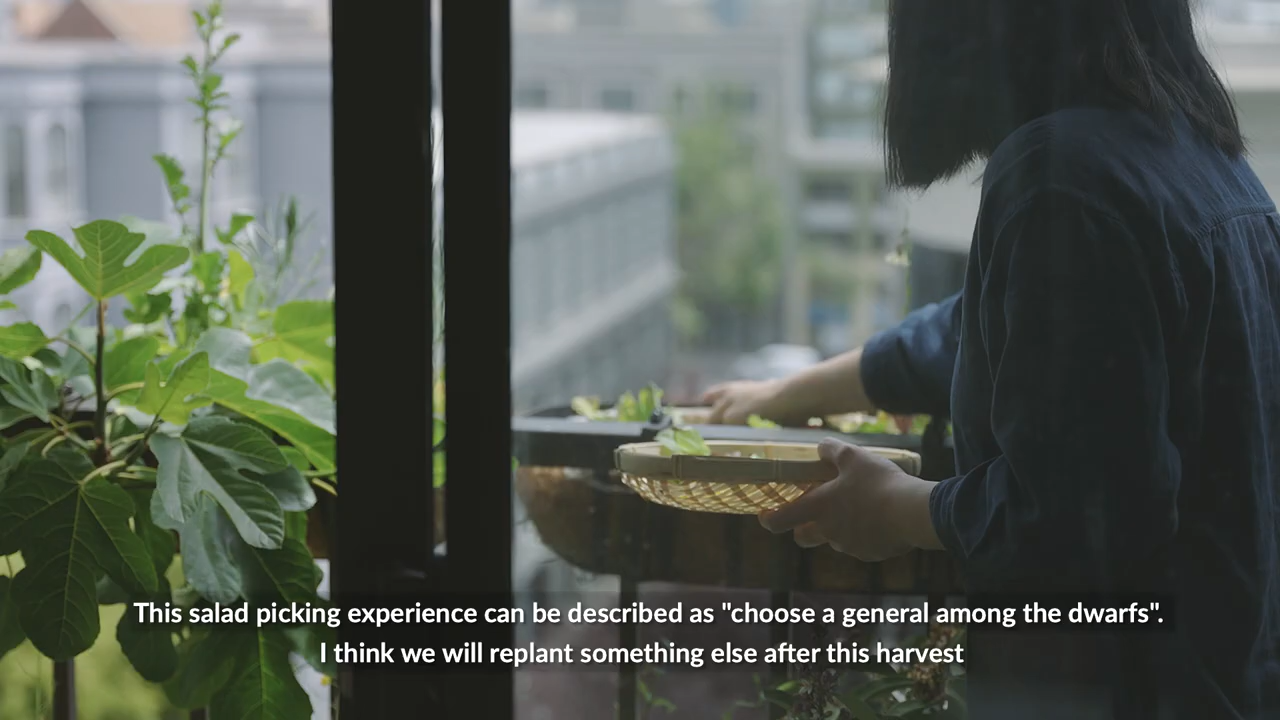 This salad picking experience can be described as "choose a general among the dwarfs".
I think we will replant something else after this harvest